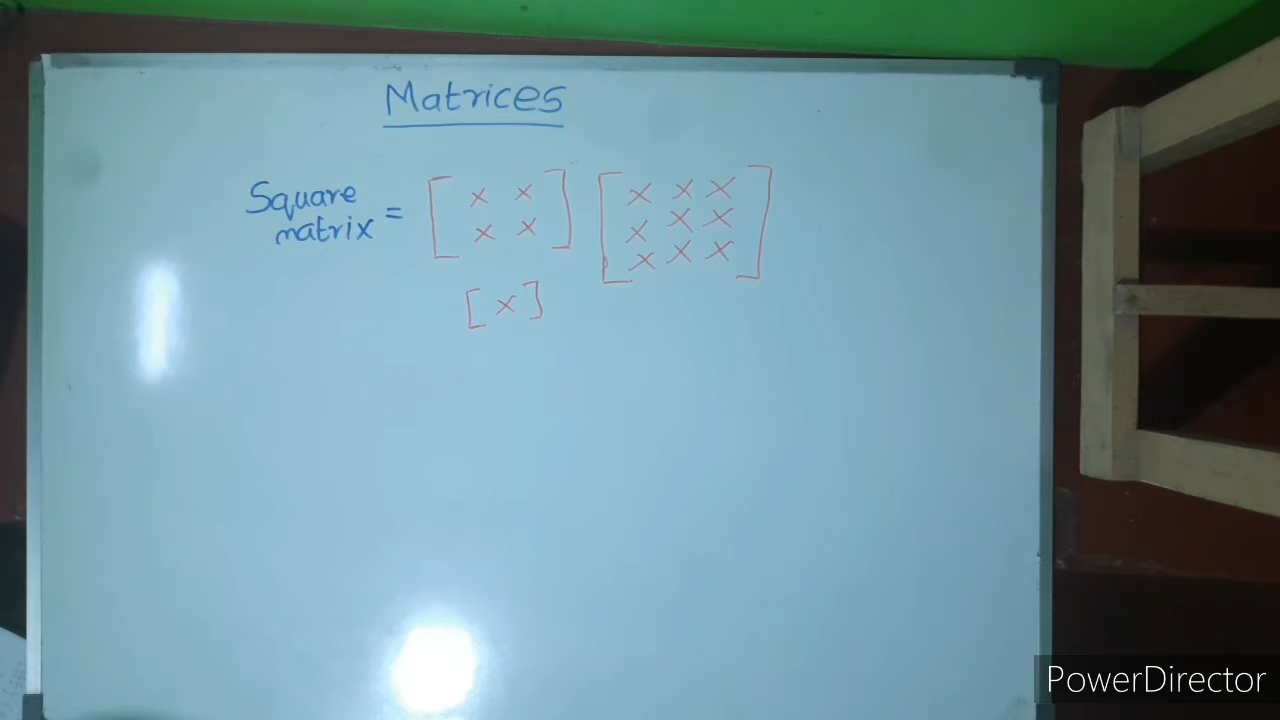 Matrices
Square
matrix = [ x x ] [ x x x ]
x x x x x
x x x
[ x ]
PowerDirector